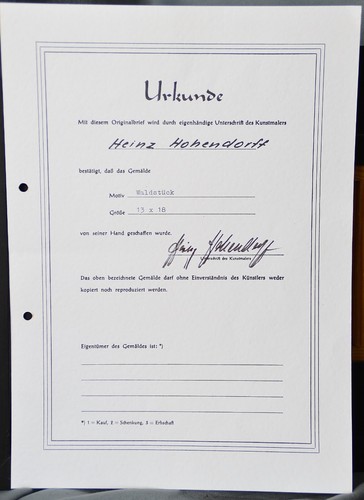 Urkunde
Mit diesem Originalbrief wird durch eigenhändige Unterschrift des Kunstmalers
Heinz Hohendorff
bestätigt, daß das Gemälde
Motiv Waldstück
Größe 13 x 18
von seiner Hand geschaffen wurde.
Heinz Hohendorff
Unterschrift des Kunstmalers
Das oben bezeichnete Gemälde darf ohne Einverständnis des Künstlers weder
kopiert noch reproduziert werden.
Eigentümer des Gemäldes ist: *)
*) 1 = Kauf, 2 = Schenkung, 3 = Erbschaft